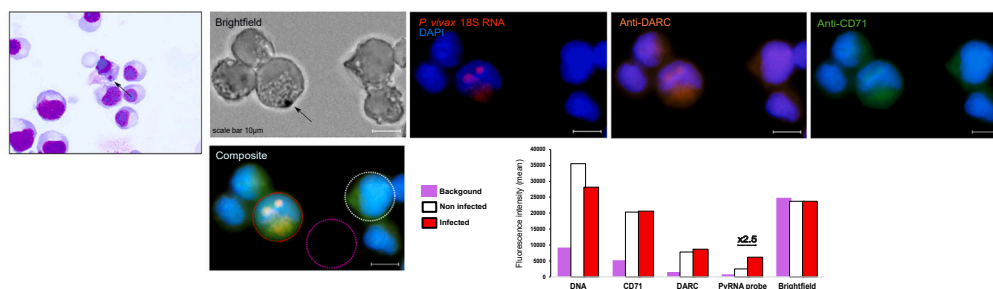 Brightfield
scale bar 10µm
P. vivax 18S RNA
DAPI
Anti-DARC
Anti-CD71
Composite
Backgound
Non infected
Infected
Fluorescence intensity (mean)
40000
35000
30000
25000
20000
15000
10000
5000
0
x2.5
DNA
CD71
DARC
PvRNA probe
Brightfield